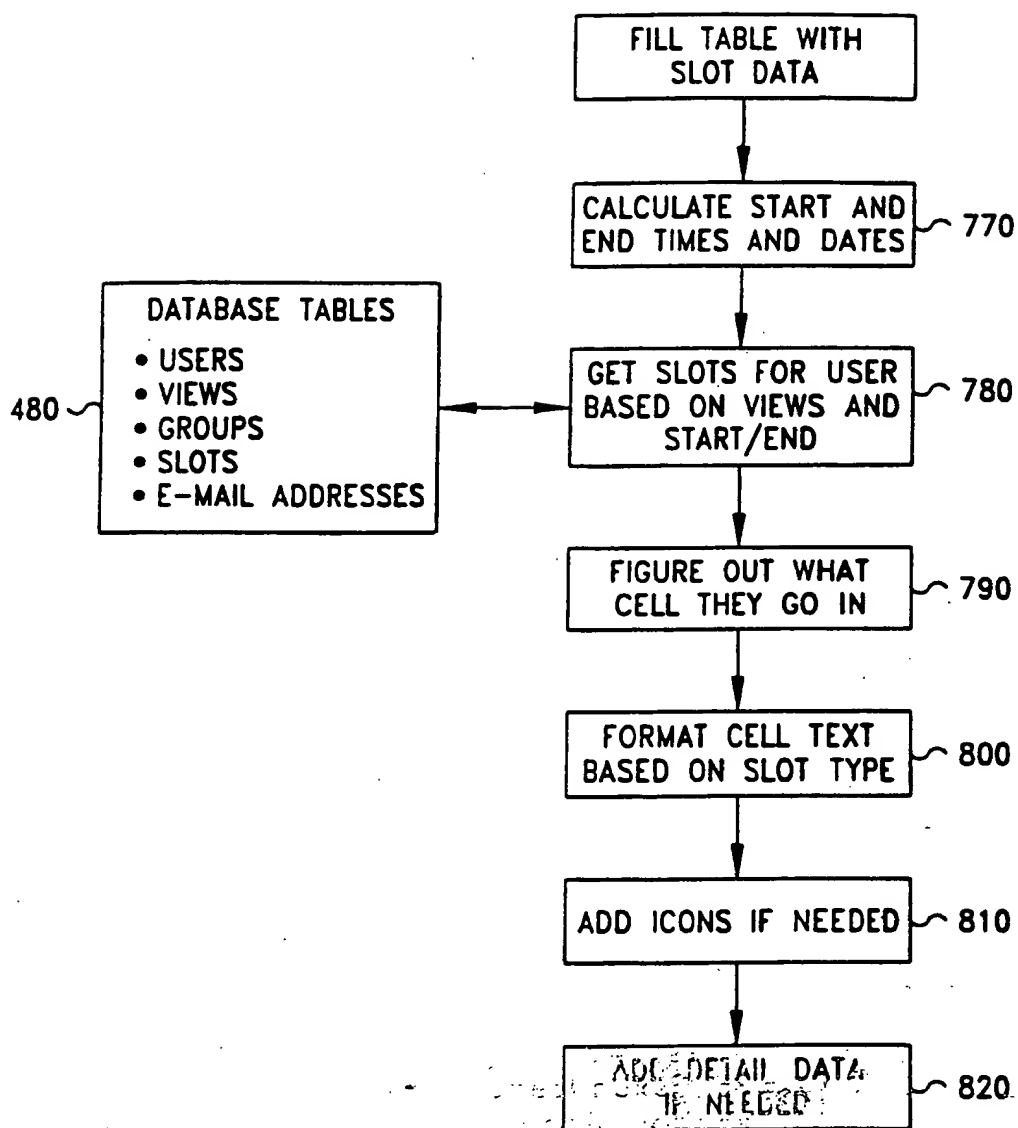 FILL TABLE WITH
SLOT DATA
CALCULATE START AND
END TIMES AND DATES
770
DATABASE TABLES
• USERS
• VIEWS
• GROUPS
• SLOTS
• E-MAIL ADDRESSES
480
GET SLOTS FOR USER
BASED ON VIEWS AND
START/END
780
FIGURE OUT WHAT
CELL THEY GO IN
790
FORMAT CELL TEXT
BASED ON SLOT TYPE
800
ADD ICONS IF NEEDED
810
ADD DETAIL DATA
IF NEEDED
820